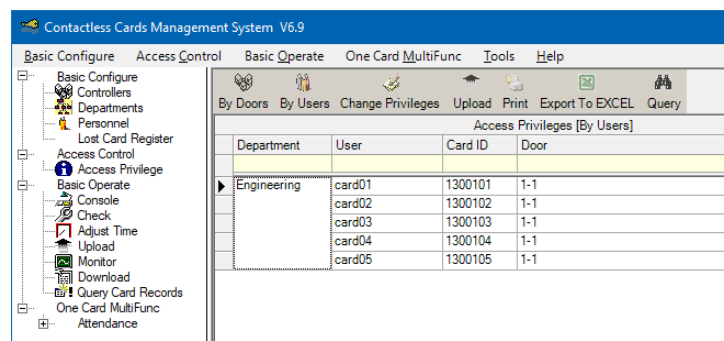 Contactless Cards Management System V6.9
Basic Configure Access Control Basic Operate One Card MultiFunc Tools Help
Basic Configure
Controllers
Departments
Personnel
Lost Card Register
Access Control
Access Privilege
Basic Operate
Console
Check
Adjust Time
Upload
Monitor
Download
Query Card Records
One Card MultiFunc
Attendance
By Doors By Users Change Privileges Upload Print Export To EXCEL Query
Access Privileges [By Users]
Department User Card ID Door
Engineering card01 1300101 1-1
card02 1300102 1-1
card03 1300103 1-1
card04 1300104 1-1
card05 1300105 1-1